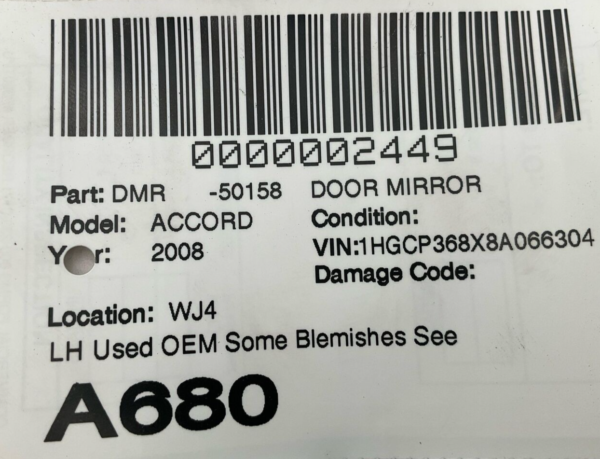 0000002449
Part: DMR -50158 DOOR MIRROR
Model: ACCORD Condition:
2008 VIN:1HGCP368X8A066304
Damage Code:
Location: WJ4
LH Used OEM Some Blemishes See
A680